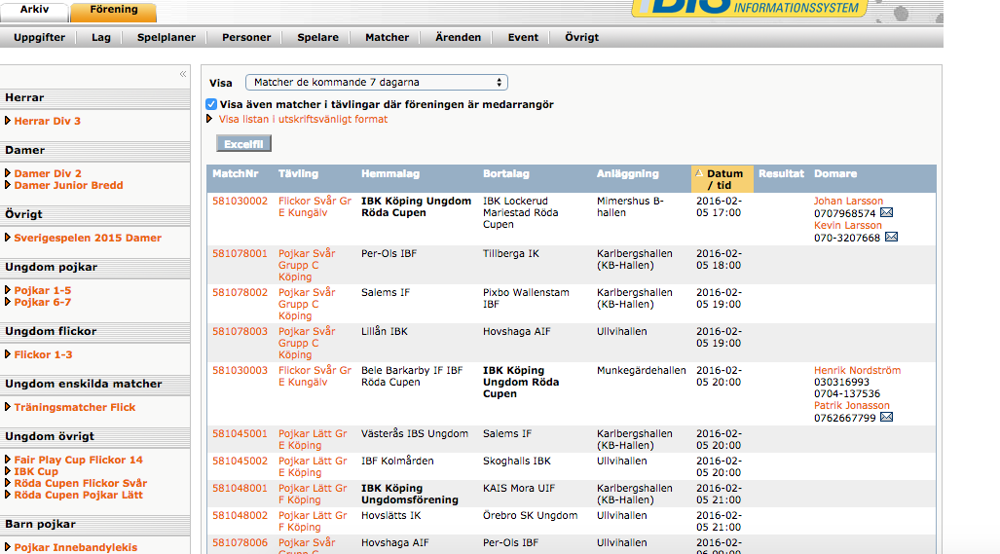 Arkiv Förening
IBIS INFORMATIONSSYSTEM
Uppgifter Lag Spelplaner Personer Spelare Matcher Ärenden Event Övrigt
«
Herrar
Herrar Div 3
Damer
Damer Div 2
Damer Junior Bredd
Övrigt
Sverigespelen 2015 Damer
Ungdom pojkar
Pojkar 1-5
Pojkar 6-7
Ungdom flickor
Flickor 1-3
Ungdom enskilda matcher
Träningsmatcher Flick
Ungdom övrigt
Fair Play Cup Flickor 14
IBK Cup
Röda Cupen Flickor Svår
Röda Cupen Pojkar Lätt
Barn pojkar
Pojkar Innebandylekis
Visa Matcher de kommande 7 dagarna
Visa även matcher i tävlingar där föreningen är medarrangör
Visa listan i utskriftsvänligt format
Excelfil
MatchNr Tävling Hemmalag Bortalag Anläggning Datum Resultat Domare
/ tid
581030002 Flickor Svår Gr IBK Köping Ungdom IBK Lockerud Mimershus B- 2016-02- Johan Larsson
E Kungälv Röda Cupen Mariestad Röda hallen 05 17:00 0707968574
Cupen Kevin Larsson
070-3207668
581078001 Pojkar Svår Per-Ols IBF Tillberga IK Karlbergshallen 2016-02-
Grupp C (KB-Hallen) 05 18:00
Köping
581078002 Pojkar Svår Salems IF Pixbo Wallenstam Karlbergshallen 2016-02-
Grupp C IBF (KB-Hallen) 05 19:00
Köping
581078003 Pojkar Svår Lillån IBK Hovshaga AIF Ullvihallen 2016-02-
Grupp C 05 19:00
Köping
581030003 Flickor Svår Gr Bele Barkarby IF IBF IBK Köping Munkegärdehallen 2016-02- Henrik Nordström
E Kungälv Röda Cupen Ungdom Röda 05 20:00 030316993
Cupen 0704-137536
Patrik Jonasson
0762667799
581045001 Pojkar Lätt Gr Västerås IBS Ungdom Salems IF Karlbergshallen 2016-02-
E Köping (KB-Hallen) 05 20:00
581045002 Pojkar Lätt Gr IBF Kolmården Skoghalls IBK Ullvihallen 2016-02-
E Köping 05 20:00
581048001 Pojkar Lätt Gr IBK Köping KAIS Mora UIF Karlbergshallen 2016-02-
F Köping Ungdomsförening (KB-Hallen) 05 21:00
581048002 Pojkar Lätt Gr Hovslätts IK Örebro SK Ungdom Ullvihallen 2016-02-
F Köping 05 21:00
581078006 Pojkar Svår Hovshaga AIF Per-Ols IBF Ullvihallen 2016-02-
Grupp C 06 09:00